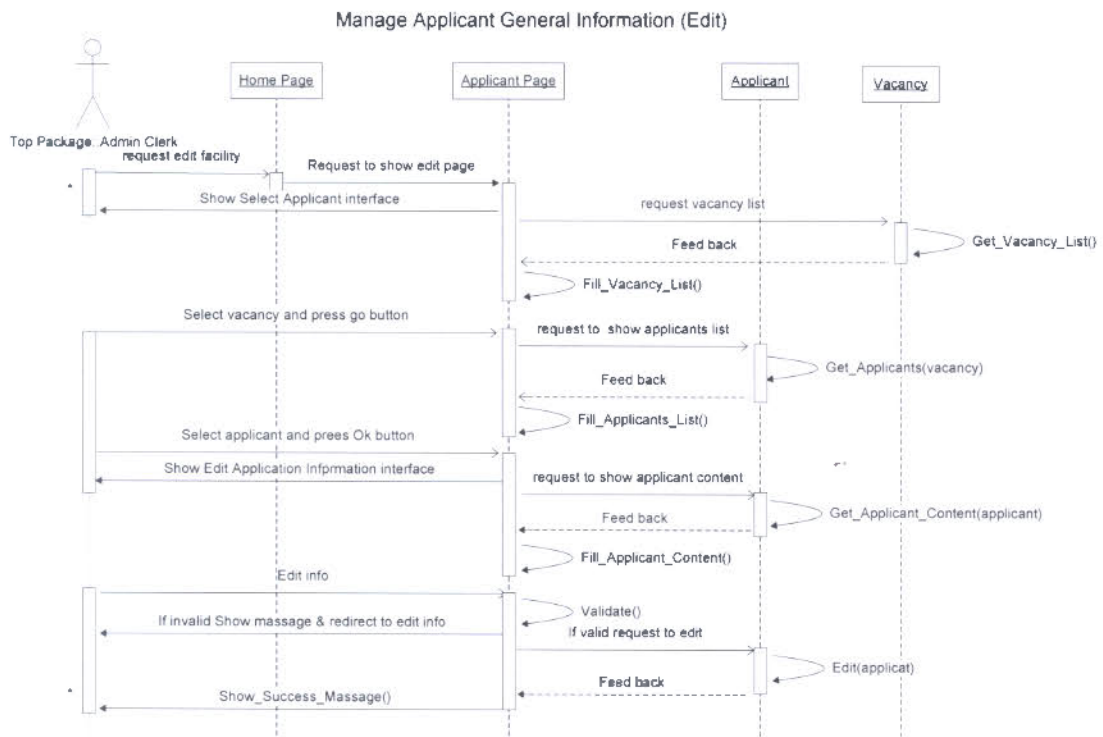 Manage Applicant General Information (Edit)
Home Page
Applicant Page
Applicant
Vacancy
Top Package. Admin Clerk
request edit facility
Request to show edit page
Show Select Applicant interface
request vacancy list
Get_Vacancy_List()
Feed back
Fill_Vacancy_List()
Select vacancy and press go button
request to show applicants list
Get_Applicants(vacancy)
Feed back
Fill_Applicants_List()
Select applicant and prees Ok button
Show Edit Application Infprmation interface
request to show applicant content
Get_Applicant_Content(applicant)
Feed back
Fill_Applicant_Content()
Edit info
Validate()
If invalid Show massage & redirect to edit info
If valid request to edit
Edit(applicat)
Feed back
Show_Success_Massage()